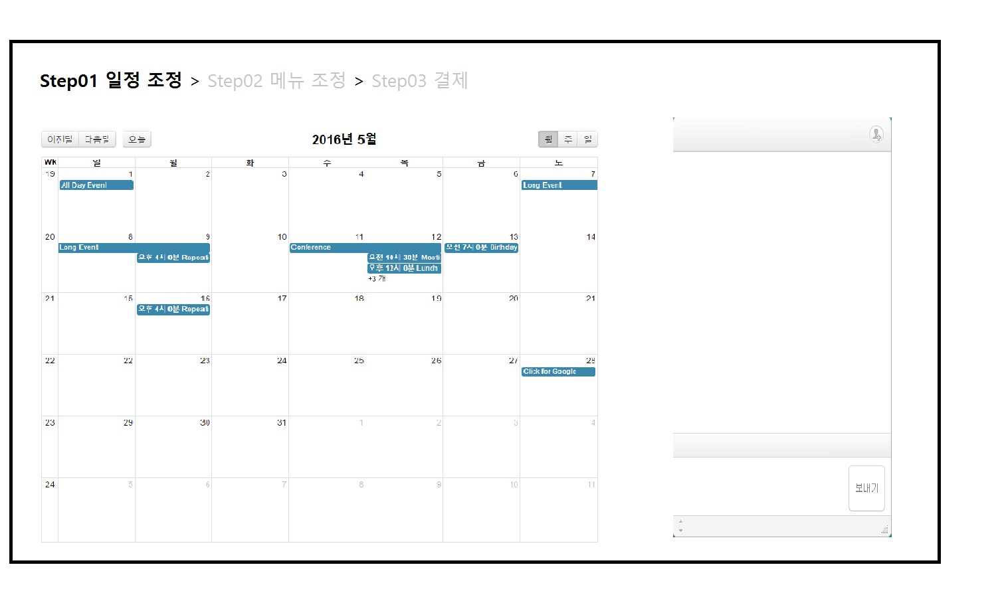 Step01 일정 조정 > Step02 메뉴 조정 > Step03 결제
이전달 다음달 오늘 2016년 5월 월 주 일
WK 일 월 화 수 목 금 토
19 1 2 3 4 5 6 7
All Day Event Long Event
20 8 9 10 11 12 13 14
Long Event Conference 오전 7시 0분 Birthday
오후 4시 0분 Repeati 오전 10시 30분 Meeti
오후 12시 0분 Lunch
+3 개
21 15 16 17 18 19 20 21
오후 4시 0분 Repeati
22 22 23 24 25 26 27 28
Click for Google
23 29 30 31 1 2 3 4
24 5 6 7 8 9 10 11
보내기